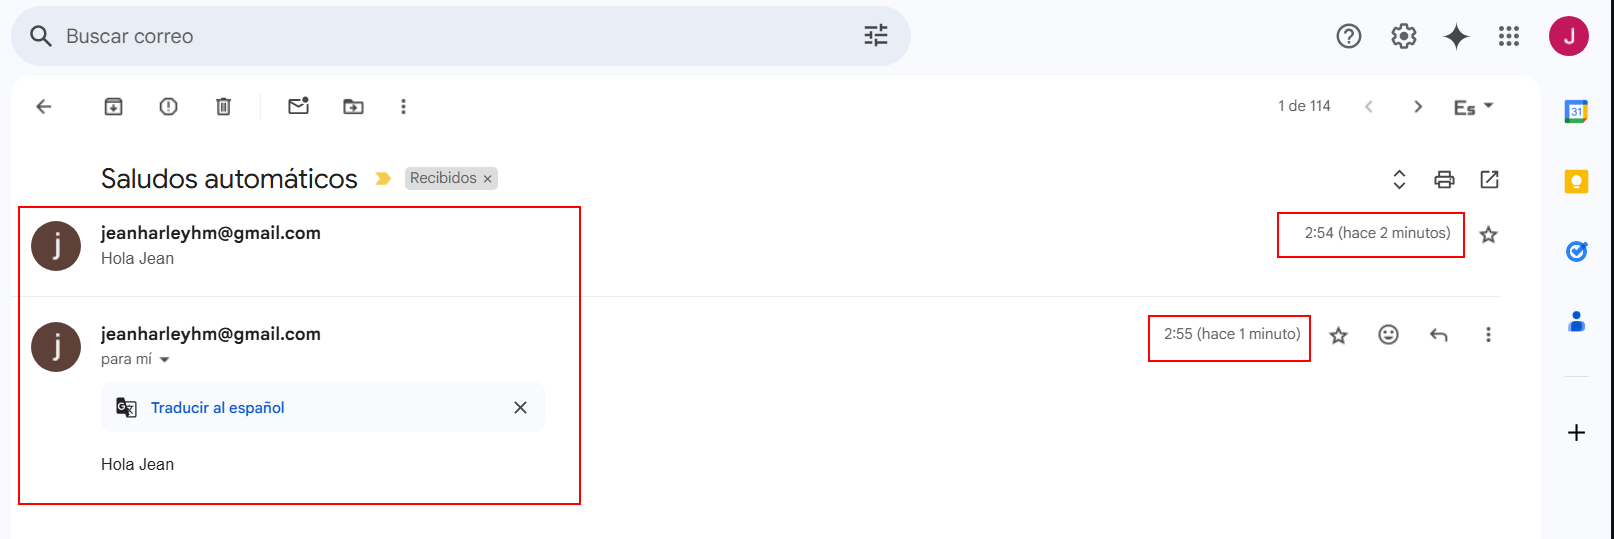 Buscar correo
J
1 de 114
Es
31
Saludos automáticos
Recibidos ×
j
jeanharleyhm@gmail.com
2:54 (hace 2 minutos)
Hola Jean
j
jeanharleyhm@gmail.com
2:55 (hace 1 minuto)
para mí
G
Traducir al español
Hola Jean